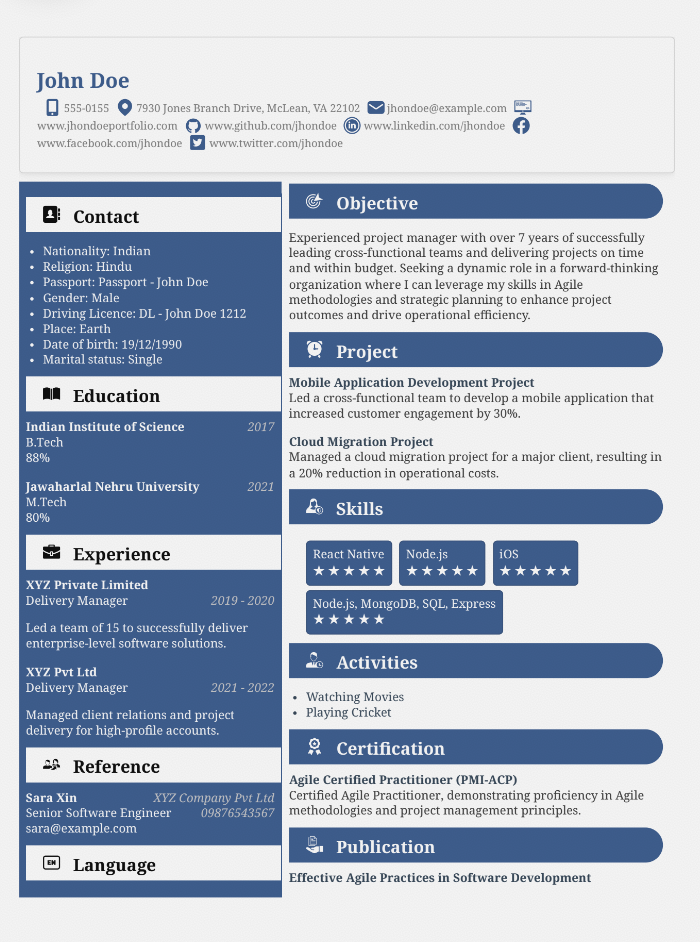 John Doe
555-0155 7930 Jones Branch Drive, McLean, VA 22102 jhondoe@example.com
www.jhondoeportfolio.com www.github.com/jhondoe www.linkedin.com/jhondoe
www.facebook.com/jhondoe www.twitter.com/jhondoe
Contact
• Nationality: Indian
• Religion: Hindu
• Passport: Passport - John Doe
• Gender: Male
• Driving Licence: DL - John Doe 1212
• Place: Earth
• Date of birth: 19/12/1990
• Marital status: Single
Education
Indian Institute of Science 2017
B.Tech
88%
Jawaharlal Nehru University 2021
M.Tech
80%
Experience
XYZ Private Limited
Delivery Manager 2019 - 2020
Led a team of 15 to successfully deliver
enterprise-level software solutions.
XYZ Pvt Ltd
Delivery Manager 2021 - 2022
Managed client relations and project
delivery for high-profile accounts.
Reference
Sara Xin XYZ Company Pvt Ltd
Senior Software Engineer 09876543567
sara@example.com
EN Language
Objective
Experienced project manager with over 7 years of successfully
leading cross-functional teams and delivering projects on time
and within budget. Seeking a dynamic role in a forward-thinking
organization where I can leverage my skills in Agile
methodologies and strategic planning to enhance project
outcomes and drive operational efficiency.
Project
Mobile Application Development Project
Led a cross-functional team to develop a mobile application that
increased customer engagement by 30%.
Cloud Migration Project
Managed a cloud migration project for a major client, resulting in
a 20% reduction in operational costs.
Skills
React Native Node.js iOS
★★★★★ ★★★★★ ★★★★★
Node.js, MongoDB, SQL, Express
★★★★★
Activities
• Watching Movies
• Playing Cricket
Certification
Agile Certified Practitioner (PMI-ACP)
Certified Agile Practitioner, demonstrating proficiency in Agile
methodologies and project management principles.
Publication
Effective Agile Practices in Software Development